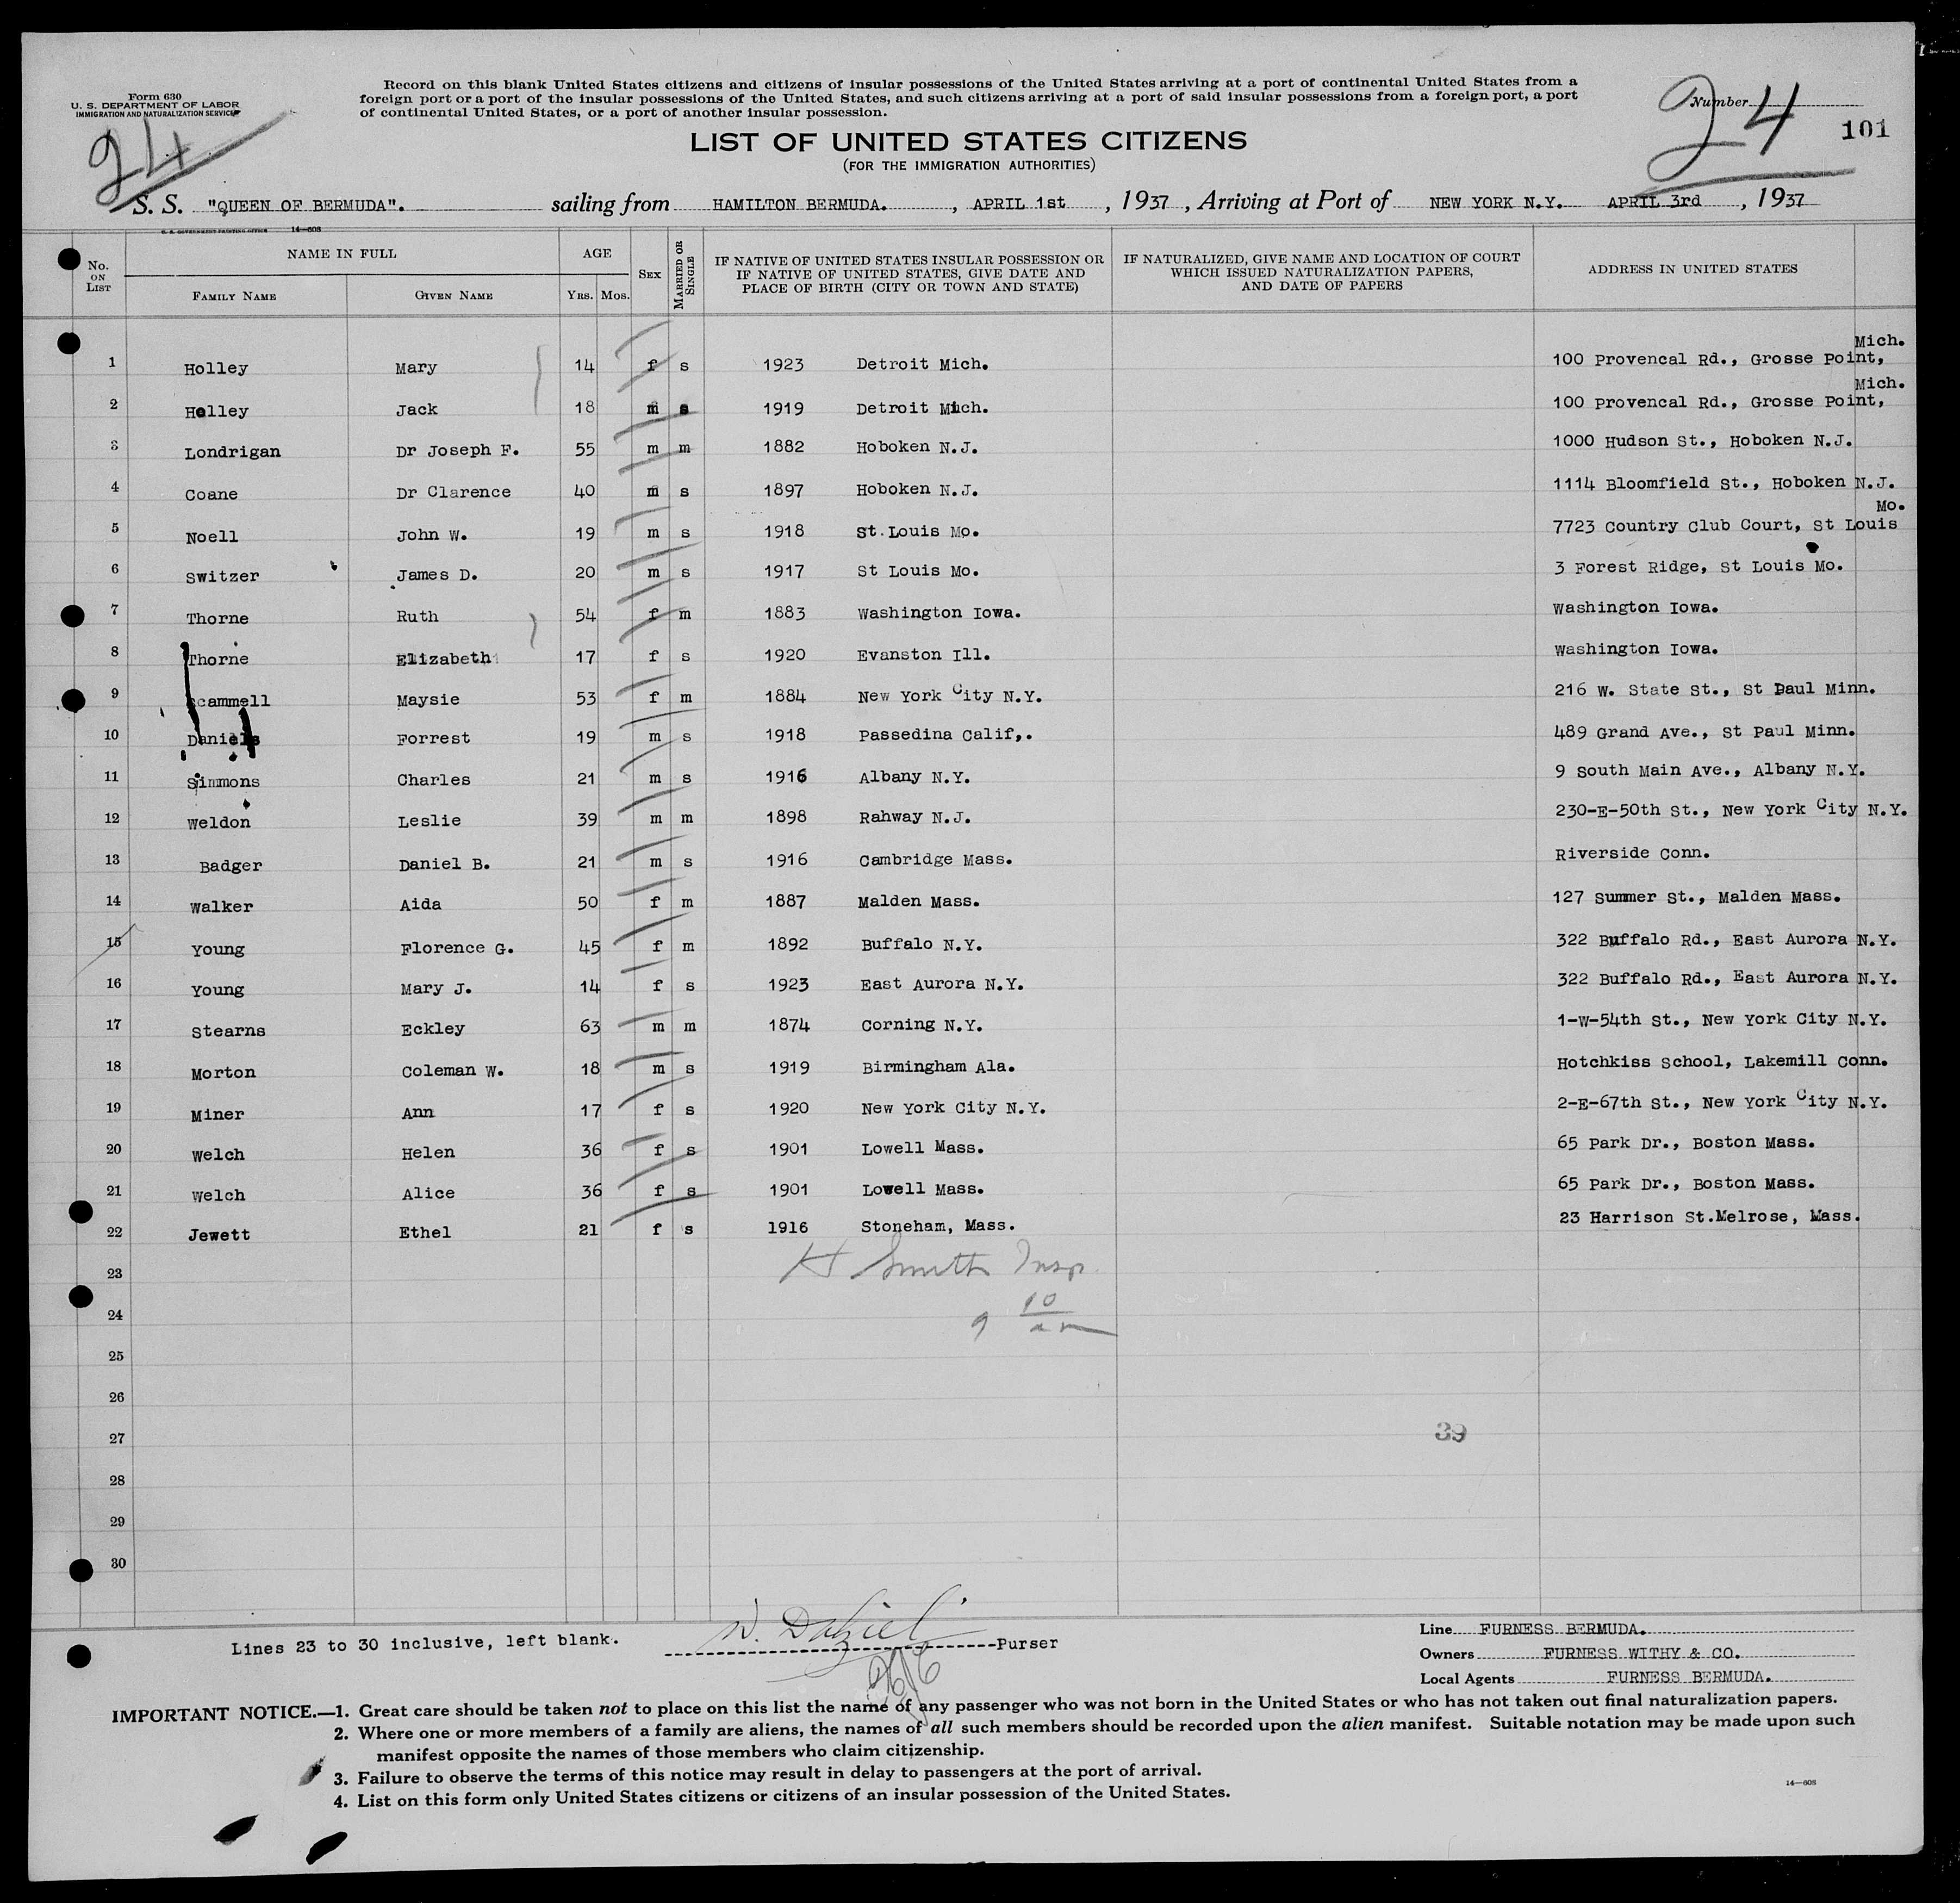 Form 630
U. S. DEPARTMENT OF LABOR
IMMIGRATION AND NATURALIZATION SERVICE
24
Record on this blank United States citizens and citizens of insular possessions of the United States arriving at a port of continental United States from a
foreign port or a port of the insular possessions of the United States, and such citizens arriving at a port of said insular possessions from a foreign port, a port
of continental United States, or a port of another insular possession.
Number
24
101
LIST OF UNITED STATES CITIZENS
(FOR THE IMMIGRATION AUTHORITIES)
S. S. "QUEEN OF BERMUDA". sailing from HAMILTON BERMUDA. , APRIL 1st , 1937 , Arriving at Port of NEW YORK N.Y. APRIL 3rd , 1937
U. S. GOVERNMENT PRINTING OFFICE 14—608
No. ON LIST NAME IN FULL FAMILY NAME GIVEN NAME AGE YRS. MOS. SEX MARRIED OR SINGLE IF NATIVE OF UNITED STATES INSULAR POSSESSION OR IF NATIVE OF UNITED STATES, GIVE DATE AND PLACE OF BIRTH (CITY OR TOWN AND STATE) IF NATURALIZED, GIVE NAME AND LOCATION OF COURT WHICH ISSUED NATURALIZATION PAPERS, AND DATE OF PAPERS ADDRESS IN UNITED STATES
1 Holley Mary 14 f s 1923 Detroit Mich. 100 Provencal Rd., Grosse Point, Mich.
2 Holley Jack 18 m s 1919 Detroit Mich. 100 Provencal Rd., Grosse Point, Mich.
3 Londrigan Dr Joseph F. 55 m m 1882 Hoboken N.J. 1000 Hudson St., Hoboken N.J.
4 Coane Dr Clarence 40 m s 1897 Hoboken N.J. 1114 Bloomfield St., Hoboken N.J.
5 Noell John W. 19 m s 1918 St.Louis Mo. 7723 Country Club Court, St Louis Mo.
6 Switzer James D. 20 m s 1917 St Louis Mo. 3 Forest Ridge, St Louis Mo.
7 Thorne Ruth 54 f m 1883 Washington Iowa. Washington Iowa.
8 Thorne Elizabeth 17 f s 1920 Evanston Ill. Washington Iowa.
9 Scammell Maysie 53 f m 1884 New York City N.Y. 216 W. State St., St Paul Minn.
10 Daniels Forrest 19 m s 1918 Passedina Calif,. 489 Grand Ave., St Paul Minn.
11 Simmons Charles 21 m s 1916 Albany N.Y. 9 South Main Ave., Albany N.Y.
12 Weldon Leslie 39 m m 1898 Rahway N.J. 230-E-50th St., New York City N.Y.
13 Badger Daniel B. 21 m s 1916 Cambridge Mass. Riverside Conn.
14 Walker Aida 50 f m 1887 Malden Mass. 127 Summer St., Malden Mass.
15 Young Florence G. 45 f m 1892 Buffalo N.Y. 322 Buffalo Rd., East Aurora N.Y.
16 Young Mary J. 14 f s 1923 East Aurora N.Y. 322 Buffalo Rd., East Aurora N.Y.
17 Stearns Eckley 63 m m 1874 Corning N.Y. 1-W-54th St., New York City N.Y.
18 Morton Coleman W. 18 m s 1919 Birmingham Ala. Hotchkiss School, Lakemill Conn.
19 Miner Ann 17 f s 1920 New York City N.Y. 2-E-67th St., New York City N.Y.
20 Welch Helen 36 f s 1901 Lowell Mass. 65 Park Dr., Boston Mass.
21 Welch Alice 36 f s 1901 Lowell Mass. 65 Park Dr., Boston Mass.
22 Jewett Ethel 21 f s 1916 Stoneham, Mass. 23 Harrison St.Melrose, Mass.
23 H Smith Insp.
24 9 10 am
25
26
27 39
28
29
30
Lines 23 to 30 inclusive, left blank. W. Dalziel Purser
Line FURNESS BERMUDA.
Owners FURNESS WITHY & CO.
Local Agents FURNESS BERMUDA.
IMPORTANT NOTICE.—1. Great care should be taken not to place on this list the name of any passenger who was not born in the United States or who has not taken out final naturalization papers.
2. Where one or more members of a family are aliens, the names of all such members should be recorded upon the alien manifest. Suitable notation may be made upon such
manifest opposite the names of those members who claim citizenship.
3. Failure to observe the terms of this notice may result in delay to passengers at the port of arrival.
4. List on this form only United States citizens or citizens of an insular possession of the United States.
14—608